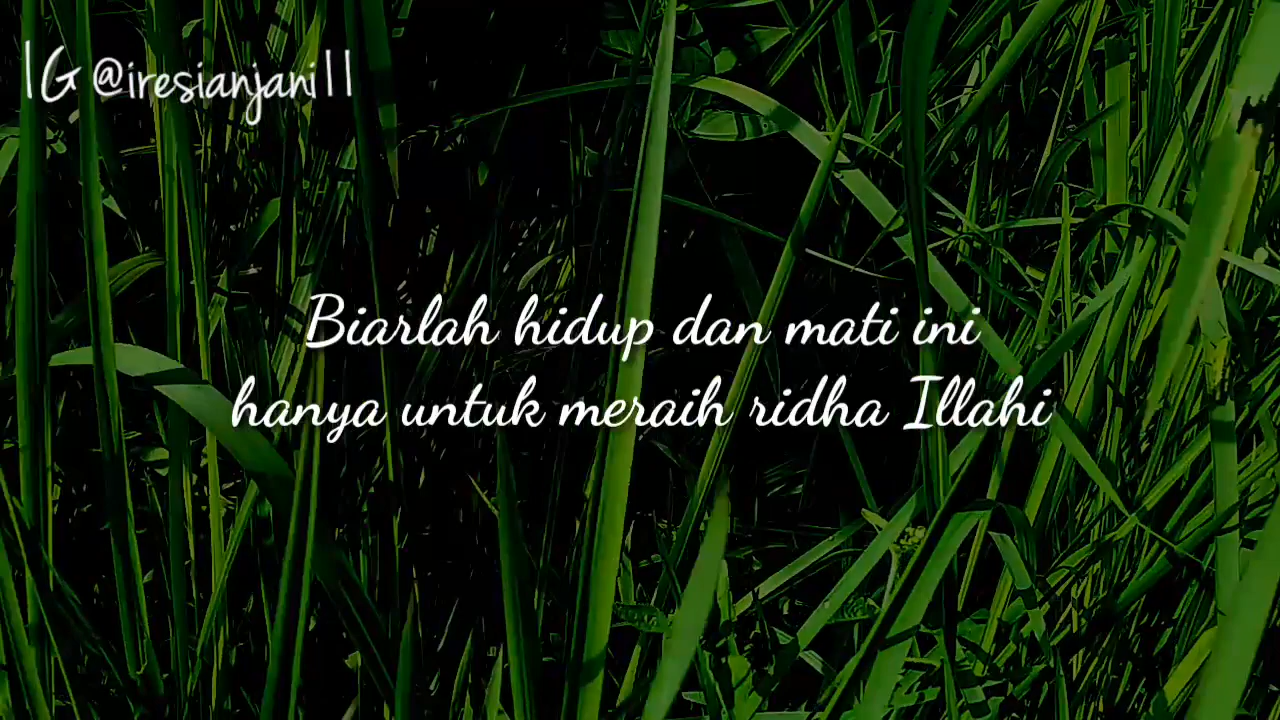 IG @iresianjani11
Biarlah hidup dan mati ini
hanya untuk meraih ridha Illahi